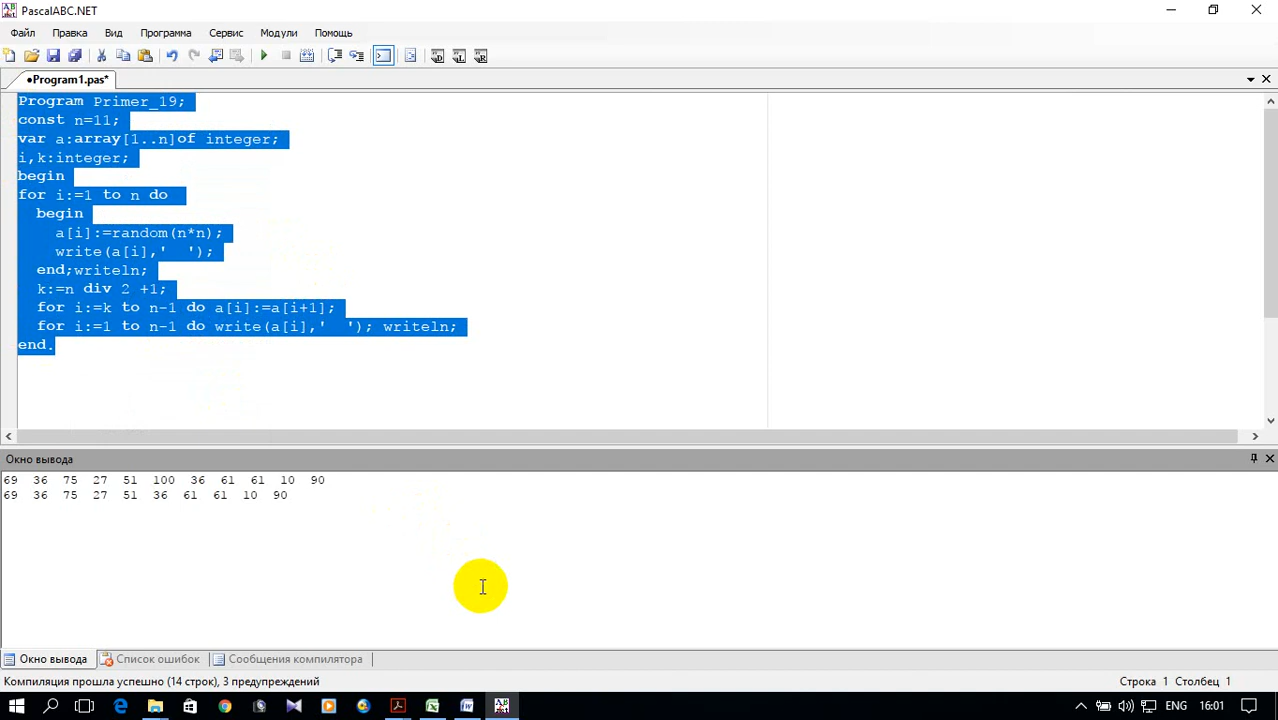 PascalABC.NET
Файл Правка Вид Программа Сервис Модули Помощь
•Program1.pas*
Program Primer_19;
const n=11;
var a:array[1..n]of integer;
i,k:integer;
begin
for i:=1 to n do
begin
a[i]:=random(n*n);
write(a[i],'  ');
end;writeln;
k:=n div 2 +1;
for i:=k to n-1 do a[i]:=a[i+1];
for i:=1 to n-1 do write(a[i],'  '); writeln;
end.
Окно вывода
69 36 75 27 51 100 36 61 61 10 90
69 36 75 27 51 36 61 61 10 90
Окно вывода Список ошибок Сообщения компилятора
Компиляция прошла успешно (14 строк), 3 предупреждений Строка 1 Столбец 1
ENG 16:01